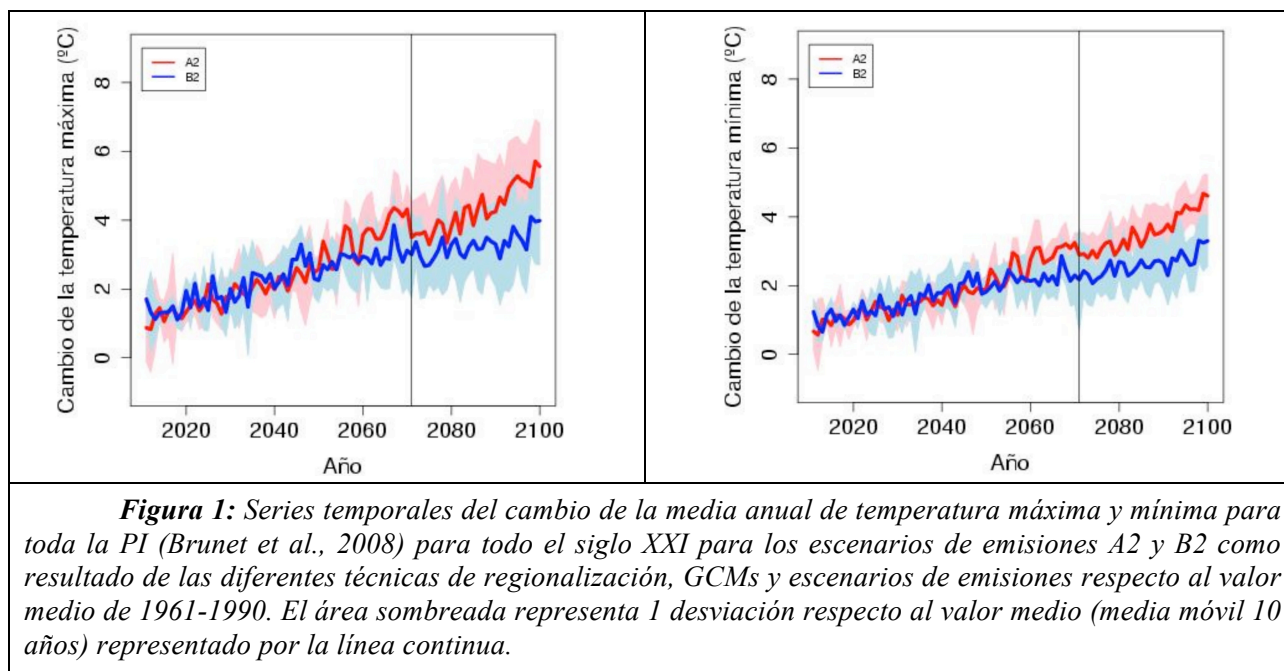 Cambio de la temperatura máxima (ºC)
A2
B2
8
6
4
2
0
2020 2040 2060 2080 2100
Año
Cambio de la temperatura mínima (ºC)
A2
B2
8
6
4
2
0
2020 2040 2060 2080 2100
Año
Figura 1: Series temporales del cambio de la media anual de temperatura máxima y mínima para
toda la PI (Brunet et al., 2008) para todo el siglo XXI para los escenarios de emisiones A2 y B2 como
resultado de las diferentes técnicas de regionalización, GCMs y escenarios de emisiones respecto al valor
medio de 1961-1990. El área sombreada representa 1 desviación respecto al valor medio (media móvil 10
años) representado por la línea continua.